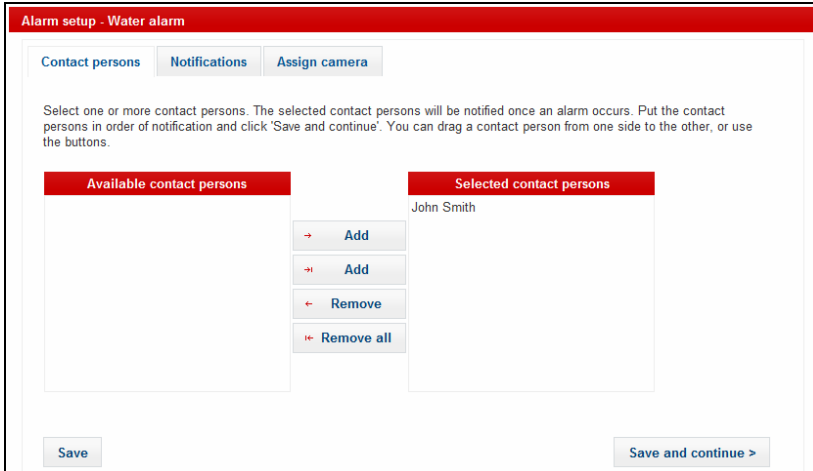 Alarm setup - Water alarm
Contact persons
Notifications
Assign camera
Select one or more contact persons. The selected contact persons will be notified once an alarm occurs. Put the contact
persons in order of notification and click 'Save and continue'. You can drag a contact person from one side to the other, or use
the buttons.
Available contact persons
Selected contact persons
John Smith
Add
Add
Remove
Remove all
Save
Save and continue >